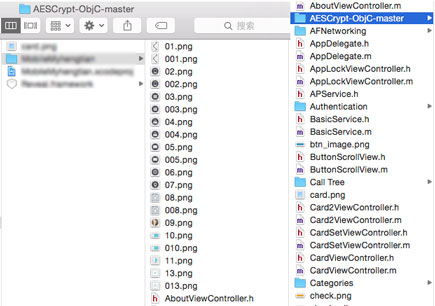 AESCrypt-ObjC-master
搜索
card.png
Reveal.framework
01.png
001.png
02.png
002.png
03.png
003.png
04.png
004.png
05.png
005.png
06.png
07.png
08.png
008.png
09.png
10.png
010.png
11.png
13.png
013.png
AboutViewController.h
AboutViewController.m
AESCrypt-ObjC-master
AFNetworking
AppDelegate.h
AppDelegate.m
AppLockViewController.h
AppLockViewController.m
APService.h
Authentication
BasicService.h
BasicService.m
btn_image.png
ButtonScrollView.h
ButtonScrollView.m
Call Tree
card.png
Card2ViewController.h
Card2ViewController.m
CardSetViewController.h
CardSetViewController.m
CardViewController.h
CardViewController.m
Categories
check.png